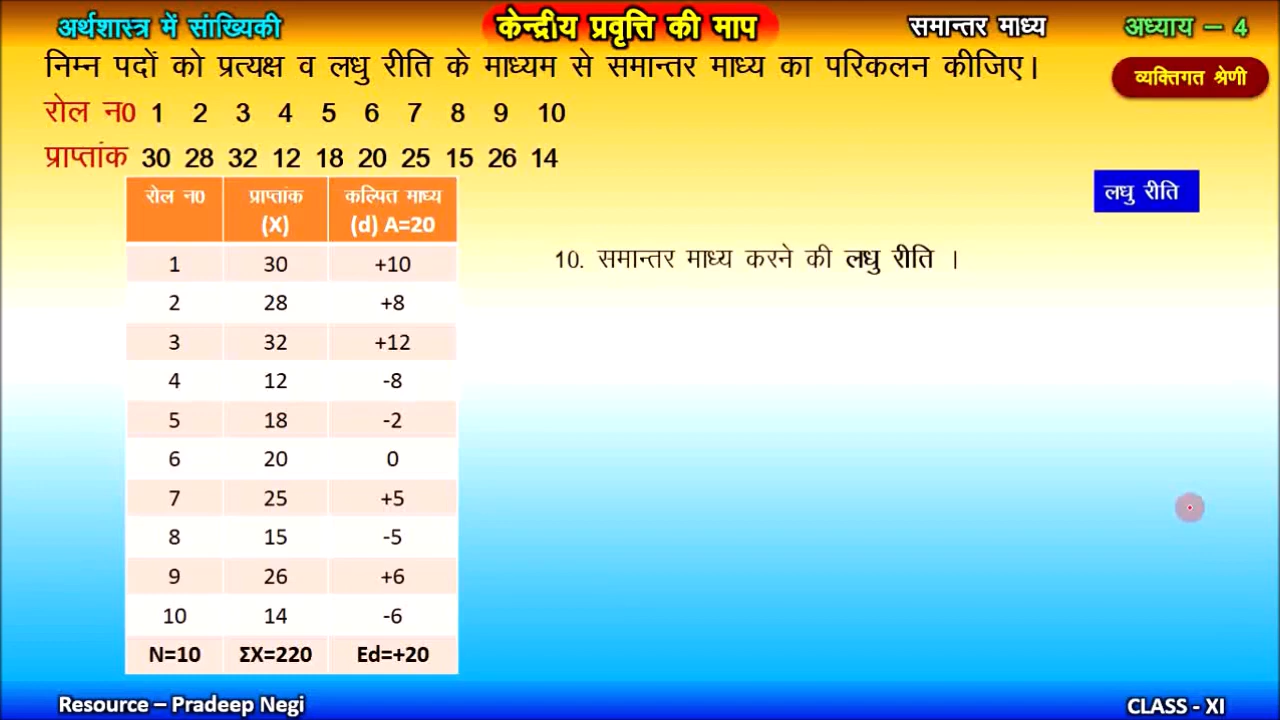 अर्थशास्त्र में सांख्यिकी केन्द्रीय प्रवृत्ति की माप समान्तर माध्य अध्याय – 4
निम्न पदों को प्रत्यक्ष व लधु रीति के माध्यम से समान्तर माध्य का परिकलन कीजिए।
व्यक्तिगत श्रेणी
रोल न0 1 2 3 4 5 6 7 8 9 10
प्राप्तांक 30 28 32 12 18 20 25 15 26 14
लधु रीति
रोल न0 प्राप्तांक (X) कल्पित माध्य (d) A=20
10. समान्तर माध्य करने की लधु रीति ।
1 30 +10
2 28 +8
3 32 +12
4 12 -8
5 18 -2
6 20 0
7 25 +5
8 15 -5
9 26 +6
10 14 -6
N=10 ΣX=220 Ed=+20
Resource – Pradeep Negi CLASS - XI